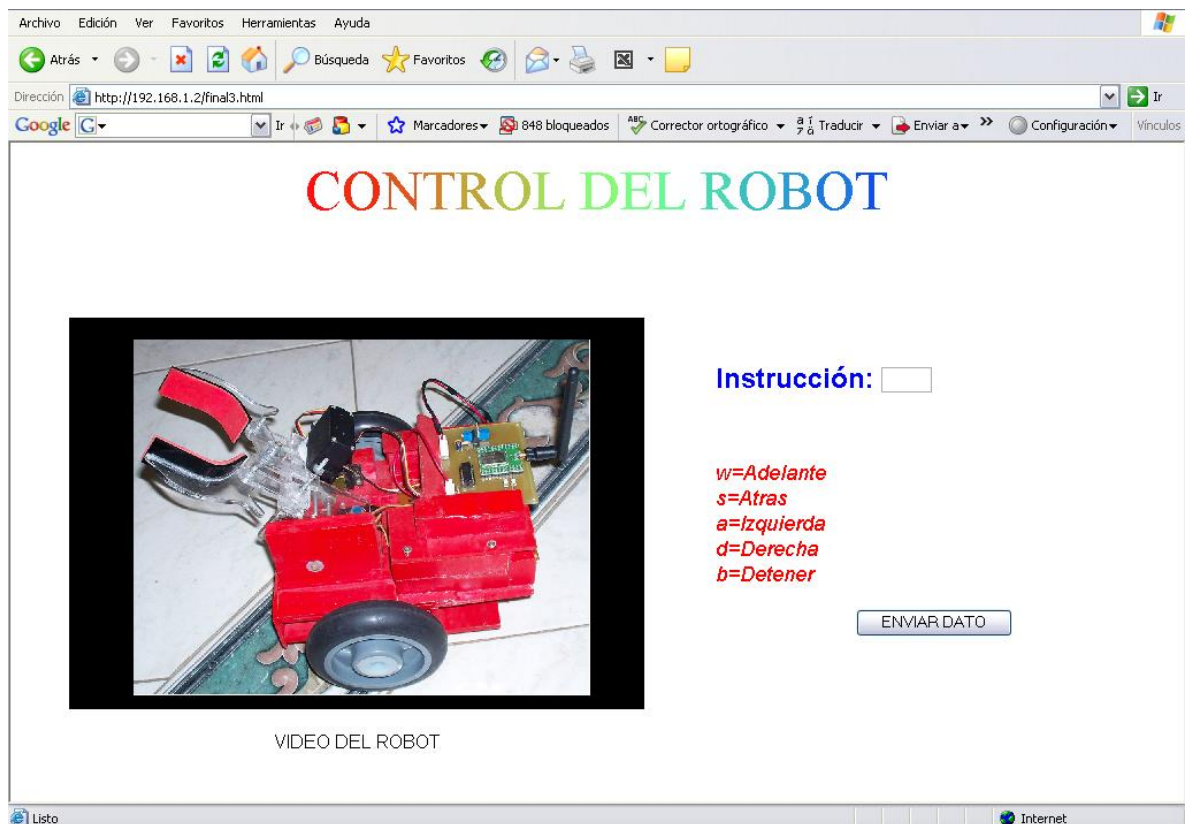 Archivo Edición Ver Favoritos Herramientas Ayuda
Atrás Búsqueda Favoritos
Dirección http://192.168.1.2/final3.html Ir
Google G Ir Marcadores 848 bloqueados ABC Corrector ortográfico Traducir Enviar a » Configuración Vínculos
CONTROL DEL ROBOT
Instrucción:
w=Adelante
s=Atras
a=Izquierda
d=Derecha
b=Detener
ENVIAR DATO
VIDEO DEL ROBOT
Listo Internet